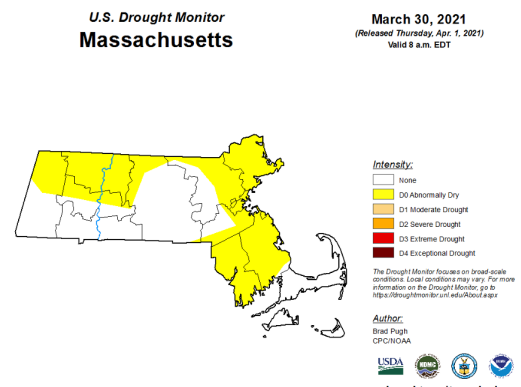 U.S. Drought Monitor
Massachusetts
March 30, 2021
(Released Thursday, Apr. 1, 2021)
Valid 8 a.m. EDT
Intensity:
None
D0 Abnormally Dry
D1 Moderate Drought
D2 Severe Drought
D3 Extreme Drought
D4 Exceptional Drought
The Drought Monitor focuses on broad-scale
conditions. Local conditions may vary. For more
information on the Drought Monitor, go to
https://droughtmonitor.unl.edu/About.aspx
Author:
Brad Pugh
CPC/NOAA
USDA
NDMC